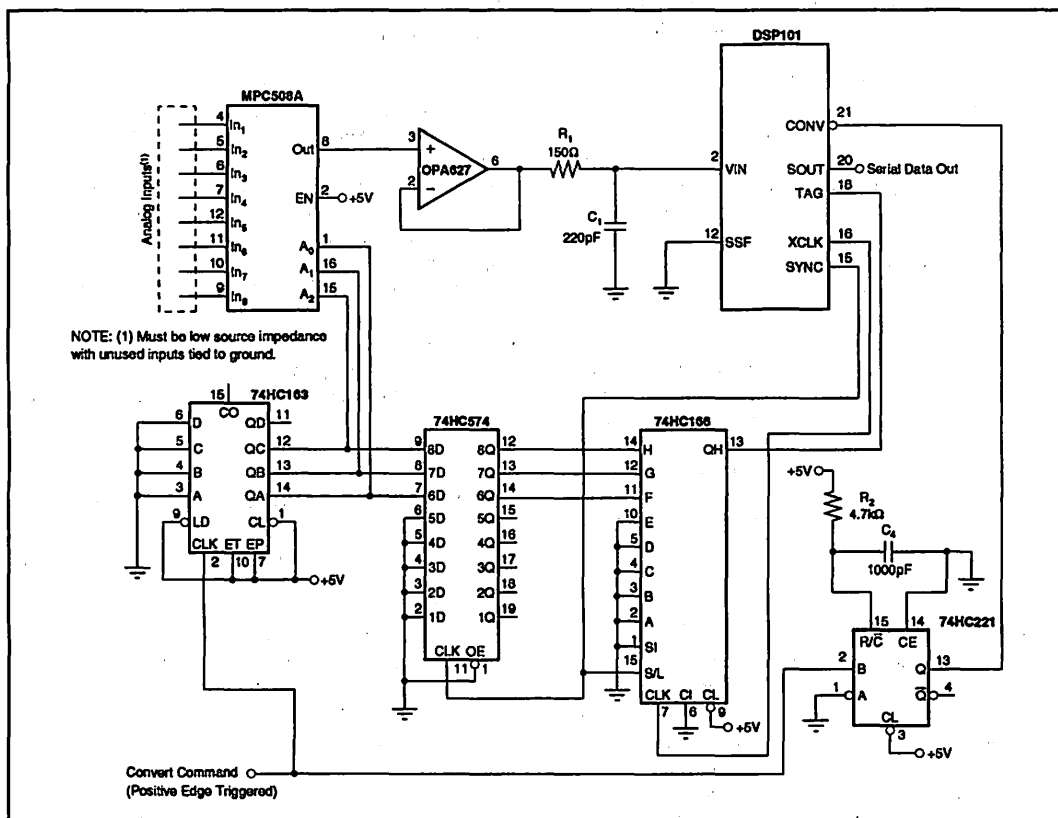 DSP101
MPC508A
Analog Inputs(1)
4 In1
5 In2
6 In3
7 In4
12 In5
11 In6
10 In7
9 In8
Out 8
EN 2 +5V
A0 1
A1 16
A2 15
3 +
2 –
OPA627
6
R1
150Ω
C1
220pF
2 VIN
12 SSF
CONV 21
SOUT 20 Serial Data Out
TAG 18
XCLK 16
SYNC 15
NOTE: (1) Must be low source impedance
with unused inputs tied to ground.
74HC163
15
CO
6 D QD 11
5 C QC 12
4 B QB 13
3 A QA 14
9 LD CL 1
CLK ET EP
2 10 7
+5V
74HC574
9 8D 8Q 12
8 7D 7Q 13
7 6D 6Q 14
6 5D 5Q 15
5 4D 4Q 16
4 3D 3Q 17
3 2D 2Q 18
2 1D 1Q 19
CLK OE
11 1
74HC166
14 H QH 13
12 G
11 F
10 E
5 D
4 C
3 B
2 A
1 SI
15 S/L
CLK CI CL
7 6 9
+5V
+5V
R2
4.7kΩ
C4
1000pF
74HC221
15 14
R/C̅ CE
2 B Q 13
1 A Q̅ 4
CL
3
+5V
Convert Command
(Positive Edge Triggered)